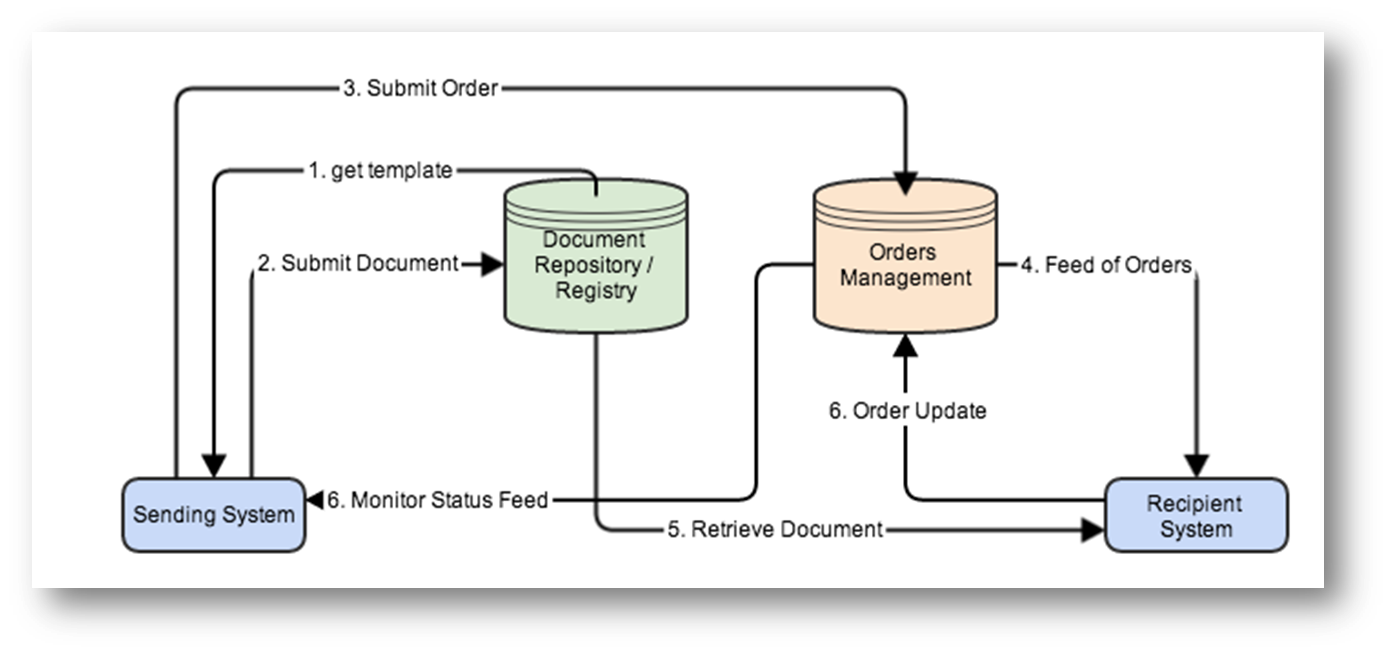 3. Submit Order
1. get template
2. Submit Document
Document
Repository /
Registry
Orders
Management
4. Feed of Orders
6. Order Update
6. Monitor Status Feed
5. Retrieve Document
Sending System
Recipient
System